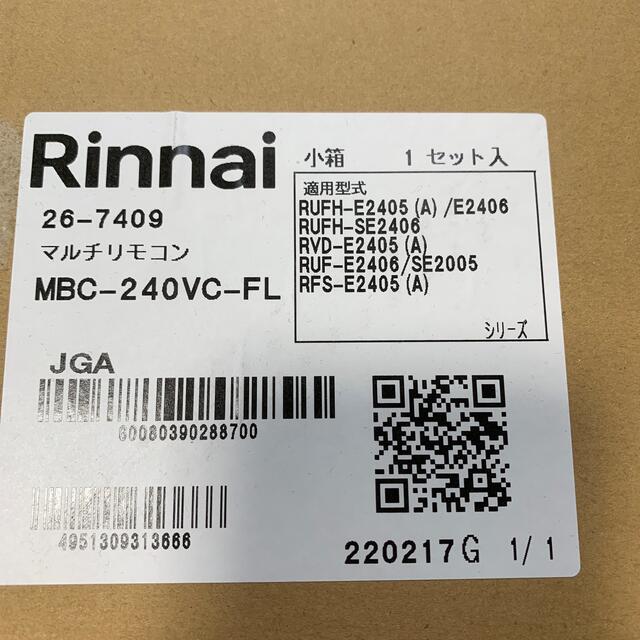 Rinnai
26-7409
マルチリモコン
MBC-240VC-FL
小箱 1 セット入
適用型式
RUFH-E2405(A)/E2406
RUFH-SE2406
RVD-E2405(A)
RUF-E2406/SE2005
RFS-E2405(A)
シリーズ
JGA
60080390288700
4951309313666
220217G 1/1